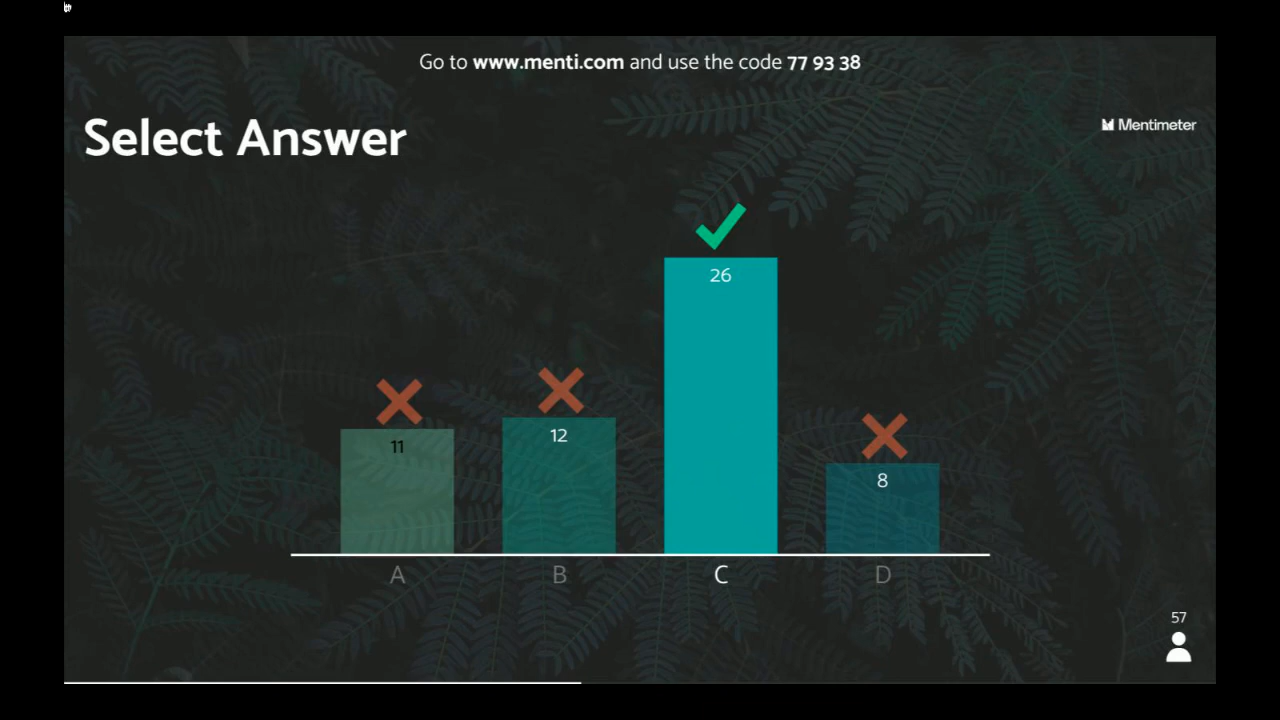 Go to www.menti.com and use the code 77 93 38
Select Answer
Mentimeter
26
11
12
8
A
B
C
D
57